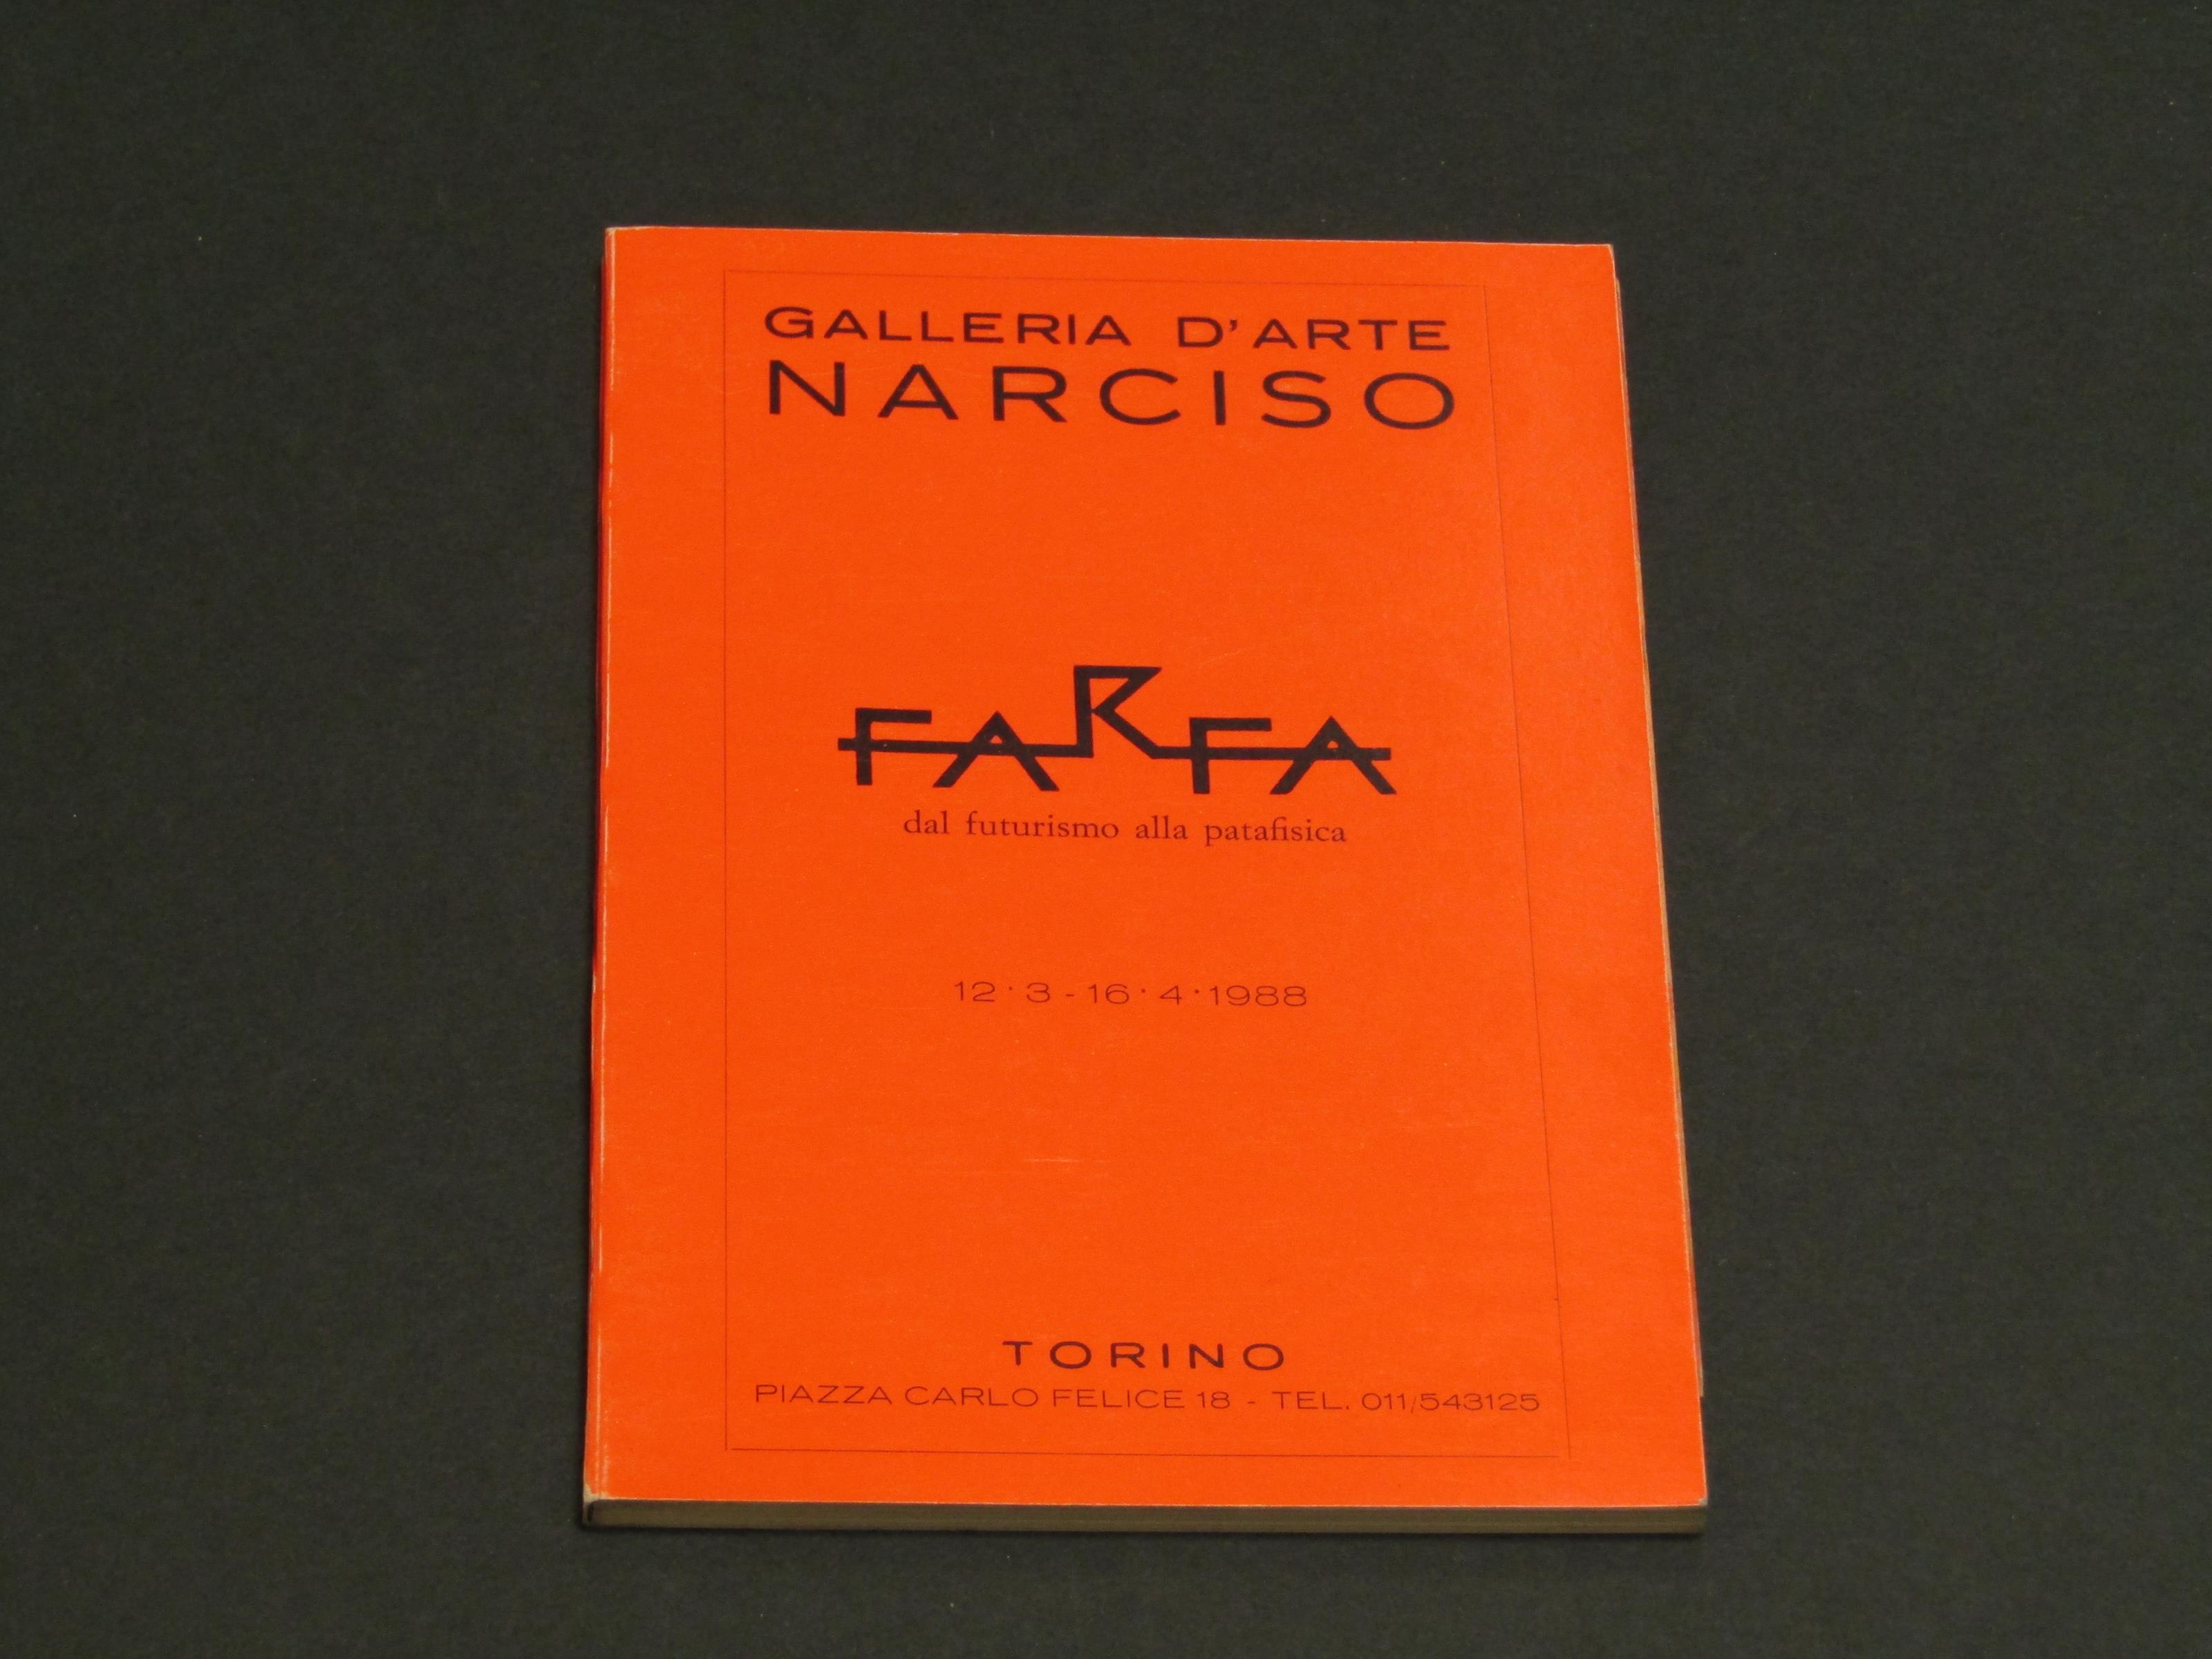 GALLERIA D'ARTE
NARCISO
FARFA
dal futurismo alla patafisica
12·3-16·4·1988
TORINO
PIAZZA CARLO FELICE 18 - TEL. 011/543125